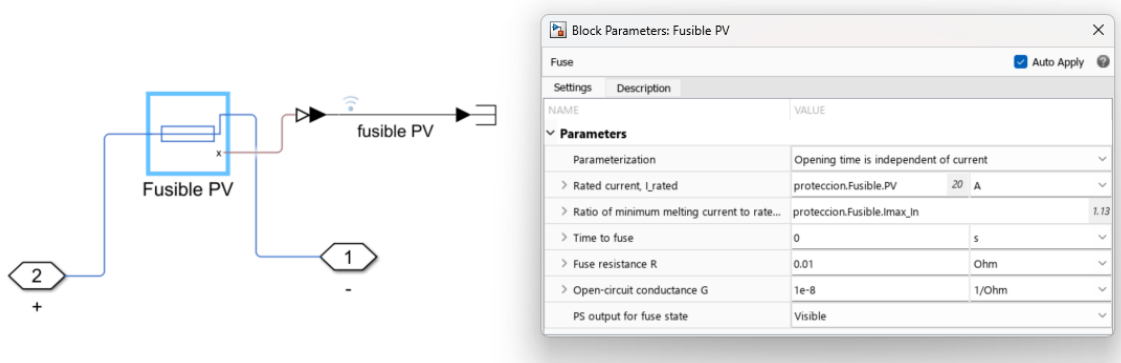 Block Parameters: Fusible PV
Fuse
Auto Apply
Settings Description
NAME VALUE
Parameters
Parameterization Opening time is independent of current
Rated current, I_rated proteccion.Fusible.PV 20 A
Ratio of minimum melting current to rate... proteccion.Fusible.Imax_In 1.13
Time to fuse 0 s
Fuse resistance R 0.01 Ohm
Open-circuit conductance G 1e-8 1/Ohm
PS output for fuse state Visible
x
fusible PV
Fusible PV
2
+
1
-